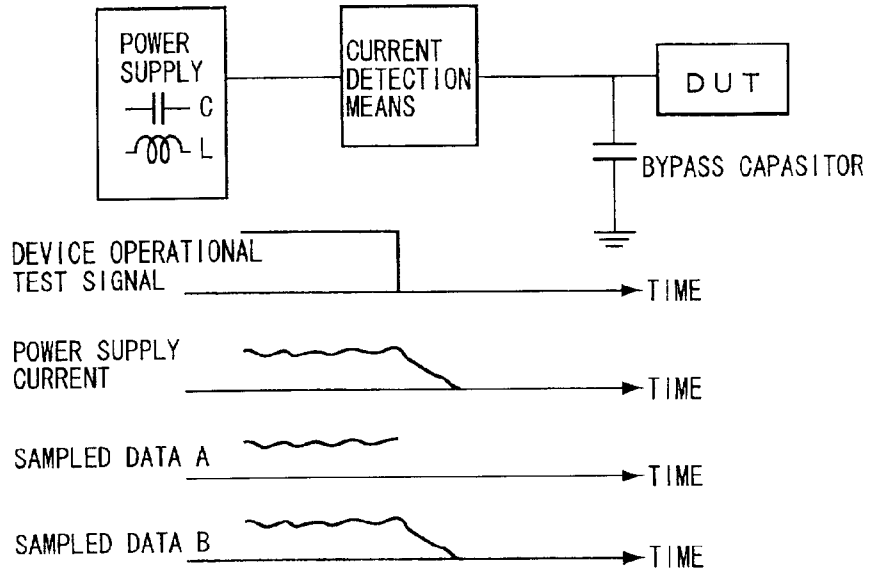 POWER
SUPPLY
C
L
CURRENT
DETECTION
MEANS
DUT
BYPASS CAPASITOR
DEVICE OPERATIONAL
TEST SIGNAL
TIME
POWER SUPPLY
CURRENT
TIME
SAMPLED DATA A
TIME
SAMPLED DATA B
TIME